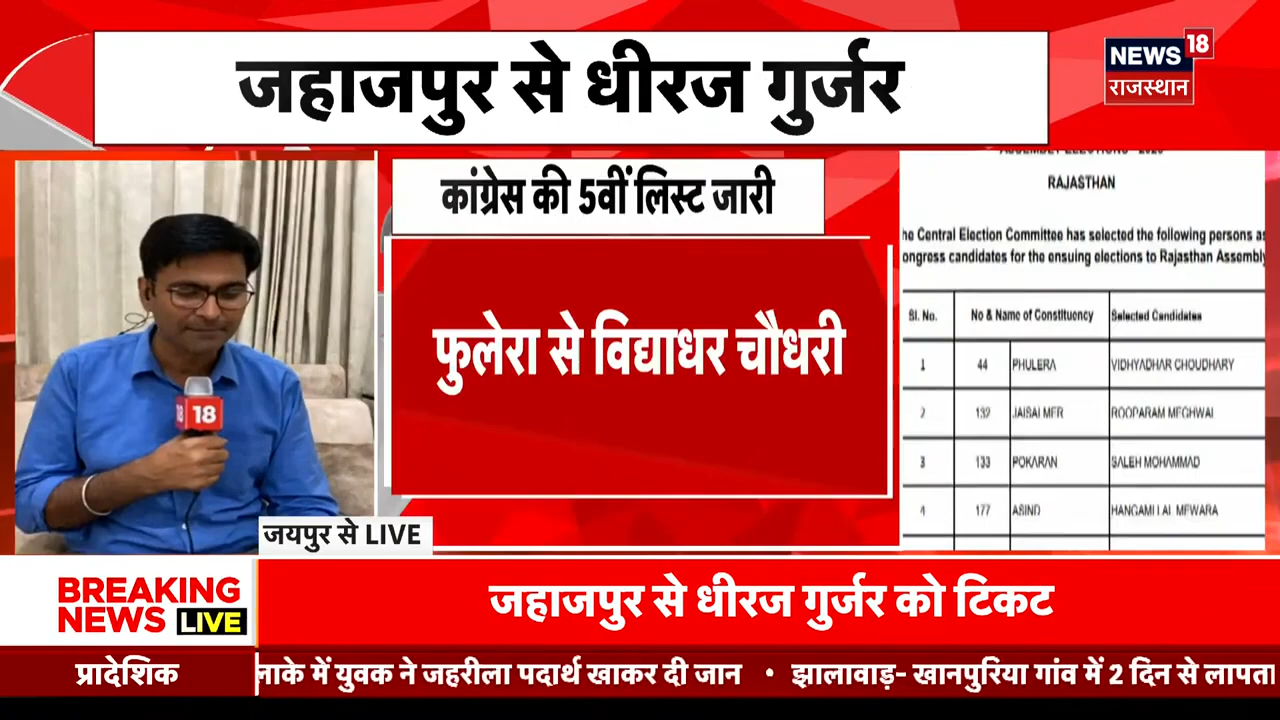 जहाजपुर से धीरज गुर्जर
NEWS 18
राजस्थान
कांग्रेस की 5वीं लिस्ट जारी
फुलेरा से विद्याधर चौधरी
RAJASTHAN
he Central Election Committee has selected the following persons as
ongress candidates for the ensuing elections to Rajasthan Assembly
Sl. No. No & Name of Constituency Selected Candidates
1 44 PHULERA VIDHYADHAR CHOUDHARY
2 132 JAISALMER ROOPARAM MEGHWAL
3 133 POKARAN SALEH MOHAMMAD
4 177 ASIND HANGAMI LAL MEWARA
18
जयपुर से LIVE
BREAKING
NEWS LIVE
जहाजपुर से धीरज गुर्जर को टिकट
प्रादेशिक
लाके में युवक ने जहरीला पदार्थ खाकर दी जान • झालावाड़- खानपुरिया गांव में 2 दिन से लापता